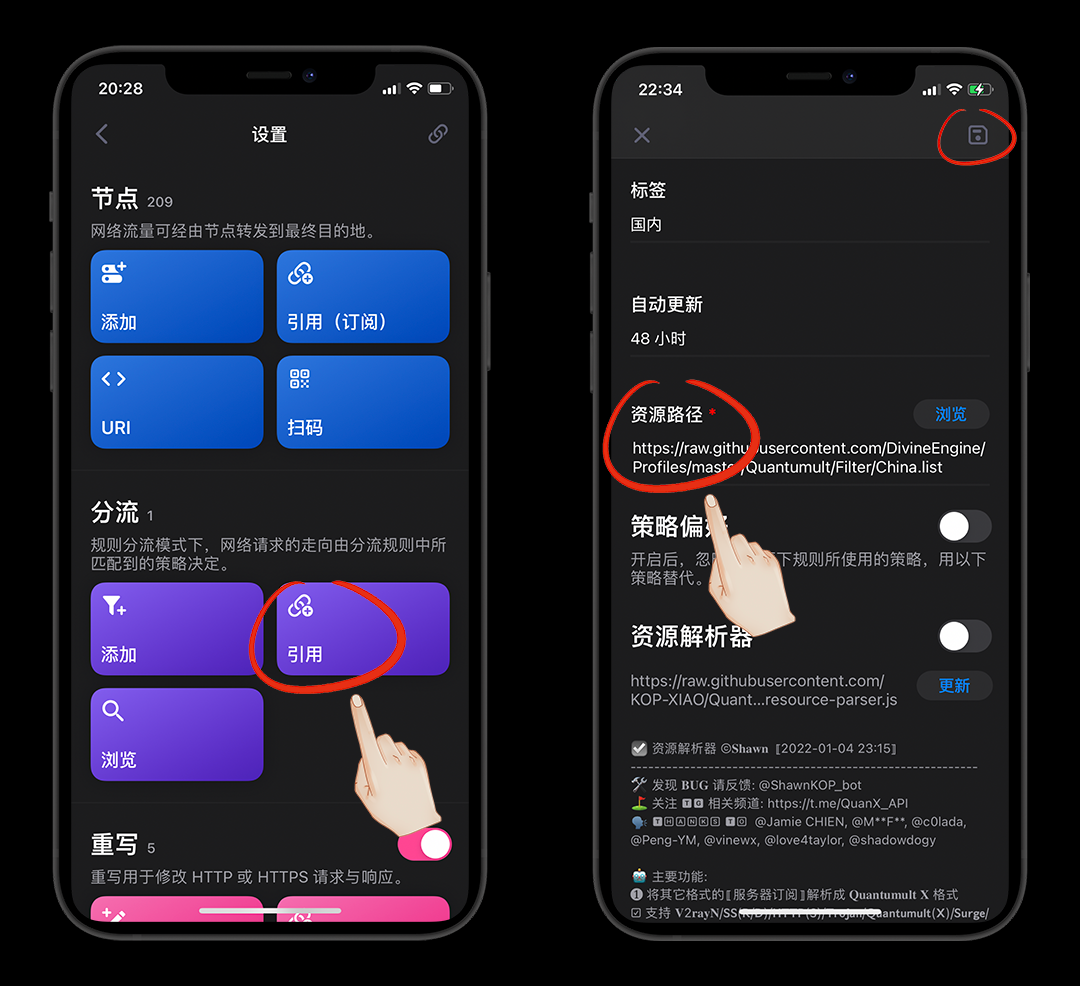 20:28
设置
节点 209
网络流量可经由节点转发到最终目的地。
添加
引用（订阅）
URI
扫码
分流 1
规则分流模式下，网络请求的走向由分流规则中所
匹配到的策略决定。
添加
引用
浏览
重写 5
重写用于修改 HTTP 或 HTTPS 请求与响应。
22:34
标签
国内
自动更新
48 小时
资源路径 *
浏览
https://raw.githubusercontent.com/DivineEngine/
Profiles/master/Quantumult/Filter/China.list
策略偏好
开启后，忽 下规则所使用的策略，用以下
策略替代。
资源解析器
https://raw.githubusercontent.com/
KOP-XIAO/Quant...resource-parser.js
更新
资源解析器 ©Shawn〚2022-01-04 23:15〛
----------------------------------------------------------
发现 BUG 请反馈: @ShawnKOP_bot
关注 TG 相关频道: https://t.me/QuanX_API
THANKS TO @Jamie CHIEN, @M**F**, @c0lada,
@Peng-YM, @vinewx, @love4taylor, @shadowdogy
主要功能:
❶ 将其它格式的〚服务器订阅〛解析成 Quantumult X 格式
☑ 支持 V2rayN/SS(R/D)/HTTP(S)/Trojan/Quantumult(X)/Surge/